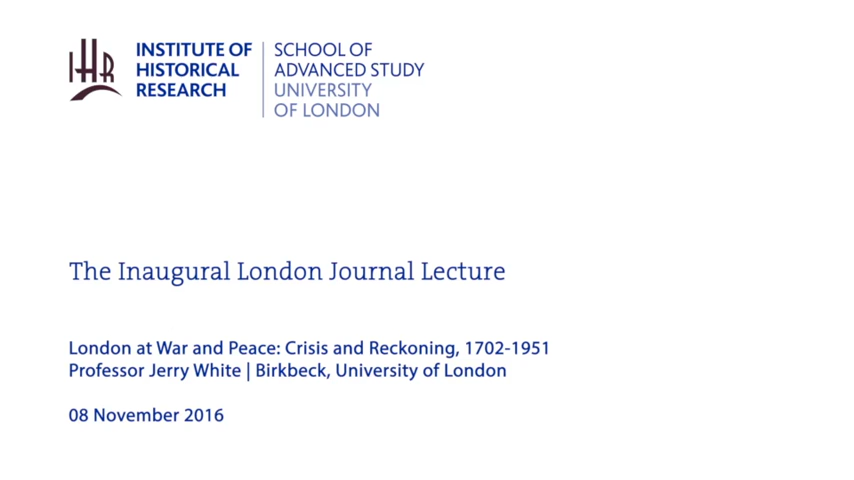 IHR
INSTITUTE OF
HISTORICAL
RESEARCH
SCHOOL OF
ADVANCED STUDY
UNIVERSITY
OF LONDON
The Inaugural London Journal Lecture
London at War and Peace: Crisis and Reckoning, 1702-1951
Professor Jerry White | Birkbeck, University of London
08 November 2016